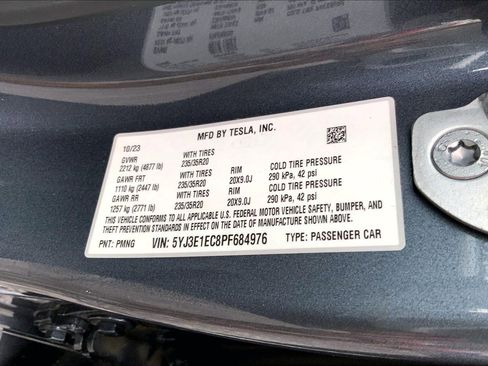 MFD BY TESLA, INC.
10/23
GVWR WITH TIRES
2212 kg (4877 lb) 235/35R20 RIM COLD TIRE PRESSURE
GAWR FRT WITH TIRES 20X9.0J 290 kPa, 42 psi
1110 kg (2447 lb) 235/35R20 RIM COLD TIRE PRESSURE
GAWR RR WITH TIRES 20X9.0J 290 kPa, 42 psi
1257 kg (2771 lb) 235/35R20
THIS VEHICLE CONFORMS TO ALL APPLICABLE U.S. FEDERAL MOTOR VEHICLE SAFETY, BUMPER, AND
THEFT PREVENTION STANDARDS IN EFFECT ON THE DATE OF MANUFACTURE SHOWN ABOVE.
PNT: PMNG VIN: 5YJ3E1EC8PF684976 TYPE: PASSENGER CAR